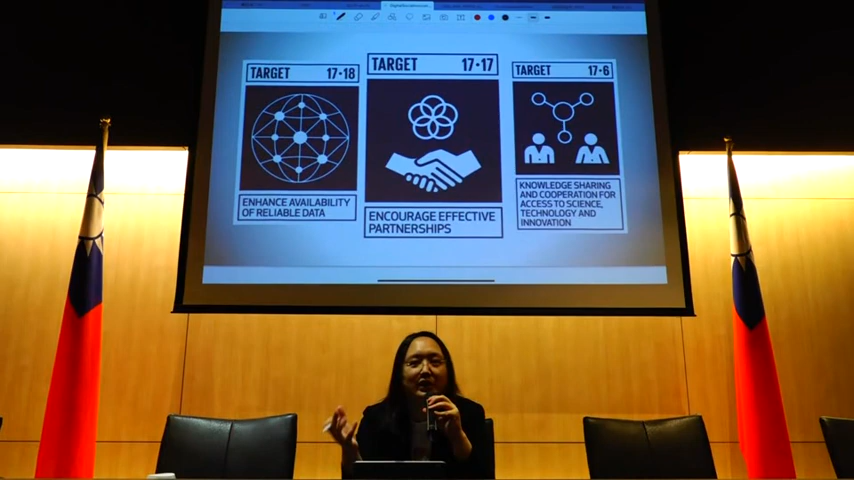 TARGET 17·18
ENHANCE AVAILABILITY
OF RELIABLE DATA
TARGET 17·17
ENCOURAGE EFFECTIVE
PARTNERSHIPS
TARGET 17·6
KNOWLEDGE SHARING
AND COOPERATION FOR
ACCESS TO SCIENCE,
TECHNOLOGY AND
INNOVATION